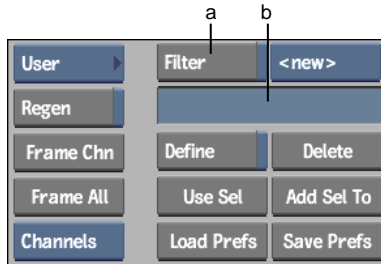 a b
User Filter <new>
Regen
Frame Chn Define Delete
Frame All Use Sel Add Sel To
Channels Load Prefs Save Prefs